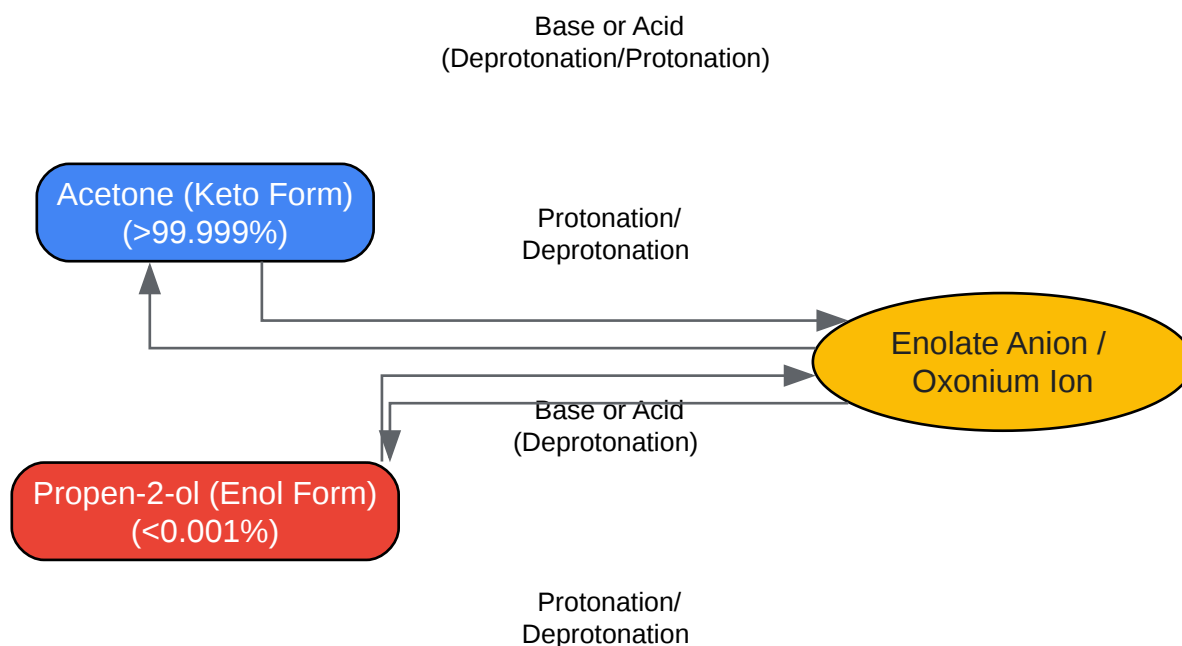 Base or Acid
(Deprotonation/Protonation)
Acetone (Keto Form)
(>99.999%)
Protonation/
Deprotonation
Enolate Anion /
Oxonium Ion
Base or Acid
(Deprotonation)
Propen-2-ol (Enol Form)
(<0.001%)
Protonation/
Deprotonation